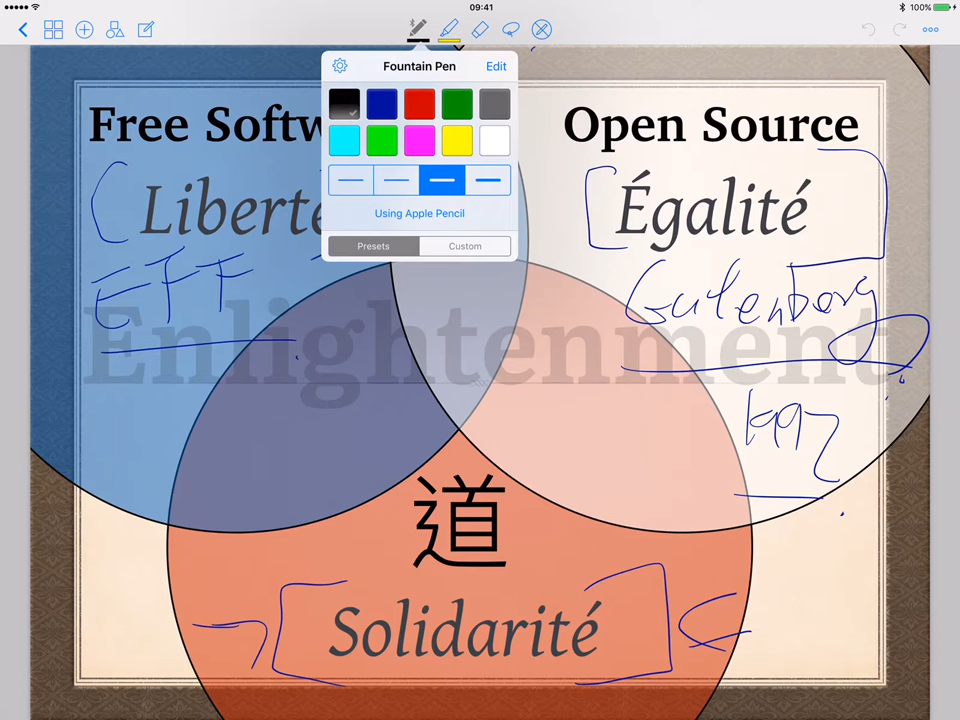 09:41
100%
Fountain Pen
Edit
Using Apple Pencil
Presets
Custom
Free Softw
Open Source
Liberté
Égalité
EFF
Gutenberg
Enlightenment
道
Solidarité